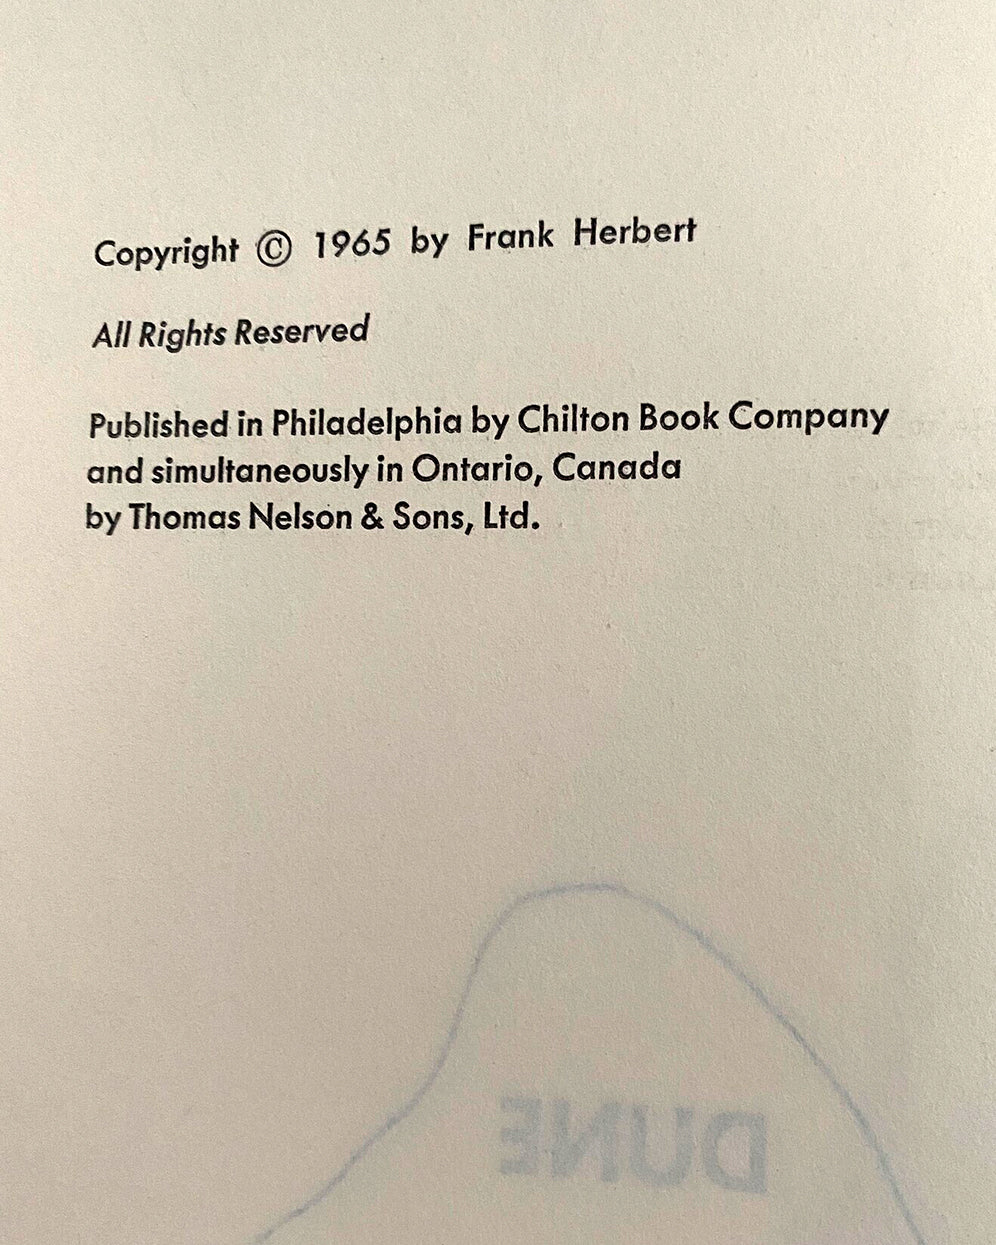 Copyright © 1965 by Frank Herbert
All Rights Reserved
Published in Philadelphia by Chilton Book Company
and simultaneously in Ontario, Canada
by Thomas Nelson & Sons, Ltd.
DUNE